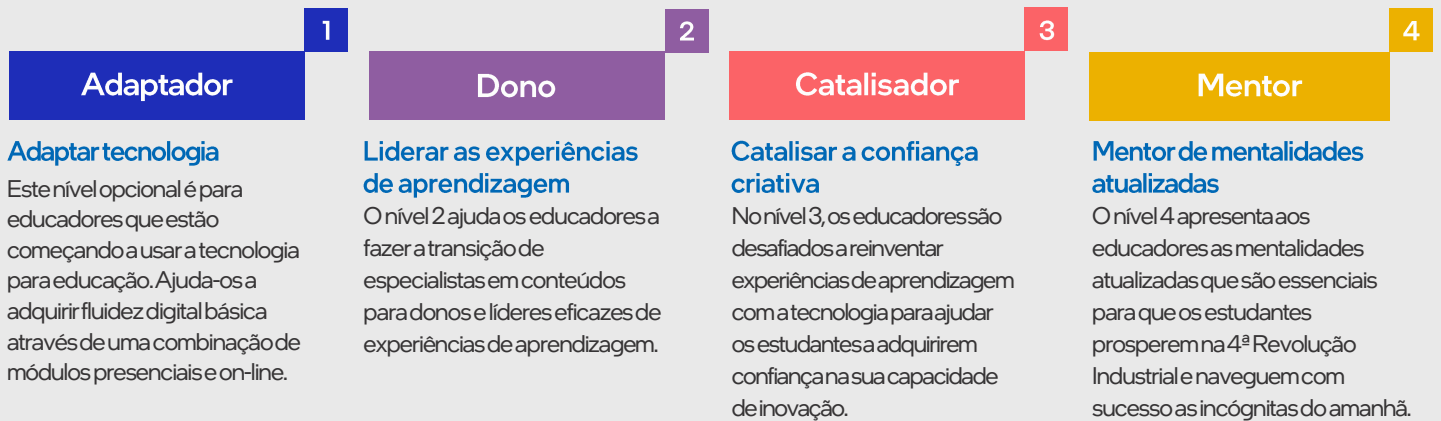 1
Adaptador
Adaptar tecnologia
Este nível opcional é para
educadores que estão
começando a usar a tecnologia
para educação. Ajuda-os a
adquirir fluidez digital básica
através de uma combinação de
módulos presenciais e on-line.
2
Dono
Liderar as experiências
de aprendizagem
O nível 2 ajuda os educadores a
fazer a transição de
especialistas em conteúdos
para donos e líderes eficazes de
experiências de aprendizagem.
3
Catalisador
Catalisar a confiança
criativa
No nível 3, os educadores são
desafiados a reinventar
experiências de aprendizagem
com a tecnologia para ajudar
os estudantes a adquirirem
confiança na sua capacidade
de inovação.
4
Mentor
Mentor de mentalidades
atualizadas
O nível 4 apresenta aos
educadores as mentalidades
atualizadas que são essenciais
para que os estudantes
prosperem na 4ª Revolução
Industrial e naveguem com
sucesso as incógnitas do amanhã.